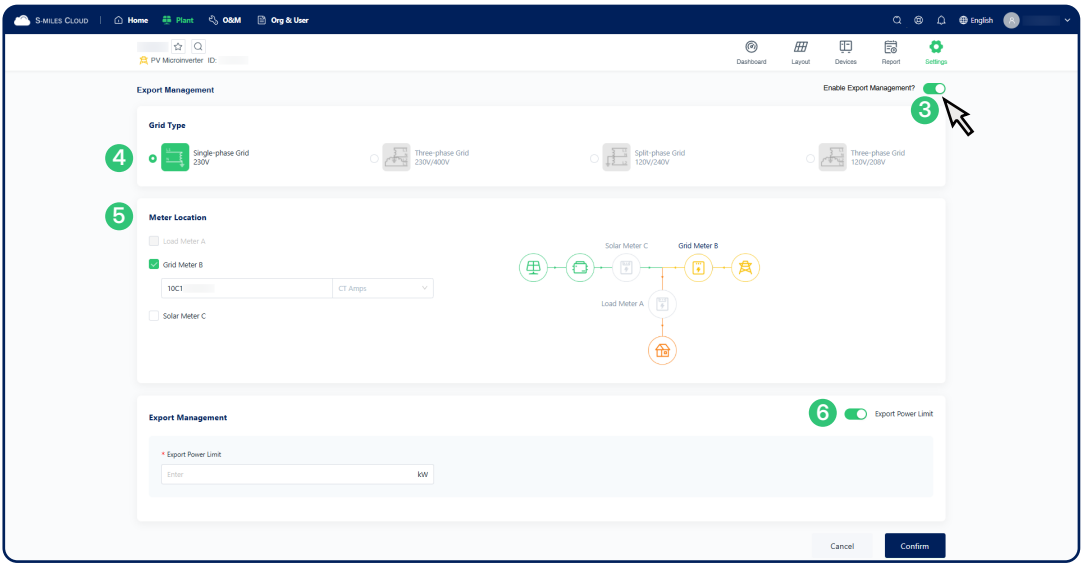 S-MILES CLOUD Home Plant O&M Org & User English
PV Microinverter ID:
Dashboard Layout Devices Report Settings
Export Management Enable Export Management?
3
Grid Type
4 Single-phase Grid 230V
Three-phase Grid 230V/400V
Split-phase Grid 120V/240V
Three-phase Grid 120V/208V
5 Meter Location
Load Meter A
Grid Meter B
10C1 CT Amps
Solar Meter C
Solar Meter C Grid Meter B
Load Meter A
Export Management 6 Export Power Limit
* Export Power Limit
Enter kW
Cancel Confirm